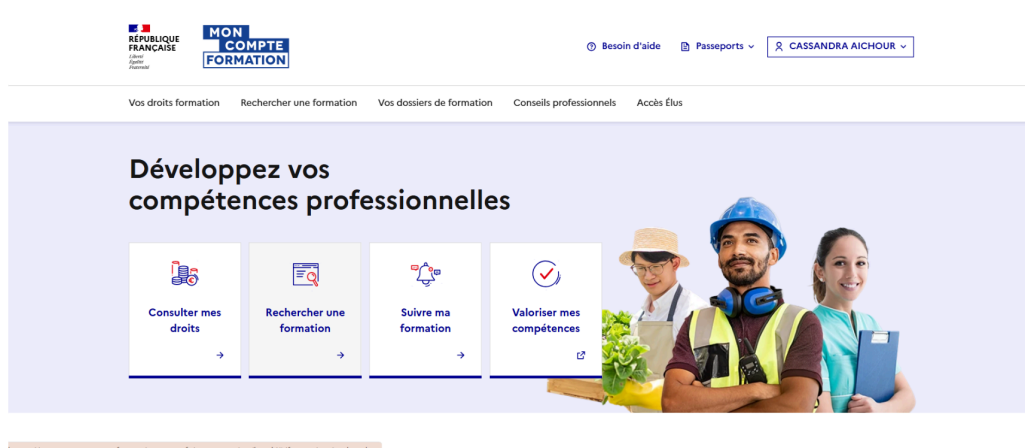 RÉPUBLIQUE
FRANÇAISE
Liberté
Égalité
Fraternité
MON
COMPTE
FORMATION
Besoin d'aide
Passeports
CASSANDRA AICHOUR
Vos droits formation
Rechercher une formation
Vos dossiers de formation
Conseils professionnels
Accès Élus
Développez vos
compétences professionnelles
Consulter mes
droits
Rechercher une
formation
Suivre ma
formation
Valoriser mes
compétences